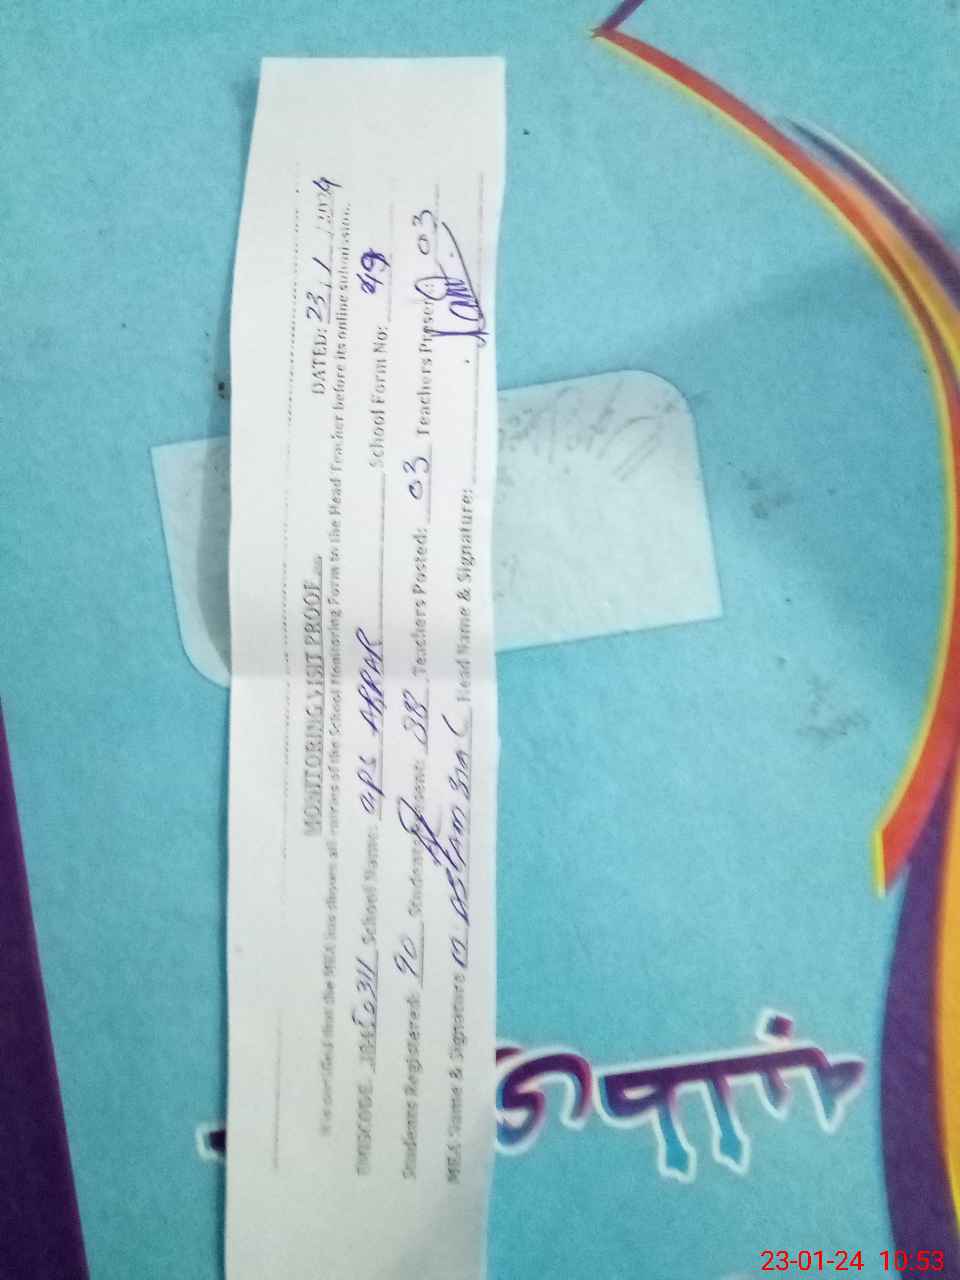 MONITORING VISIT PROOF
DATED: 23 / 1 / 2024
It is certified that the MEA has shown all entries of the School Monitoring Form to the Head Teacher before its online submission.
EMISCODE School Name: GPS ARRAR School Form No: 49
Students Registered: 90 Students Present: 38 Teachers Posted: 03 Teachers Present: 03
MEA Name & Signature Head Name & Signature:
23-01-24 10:53